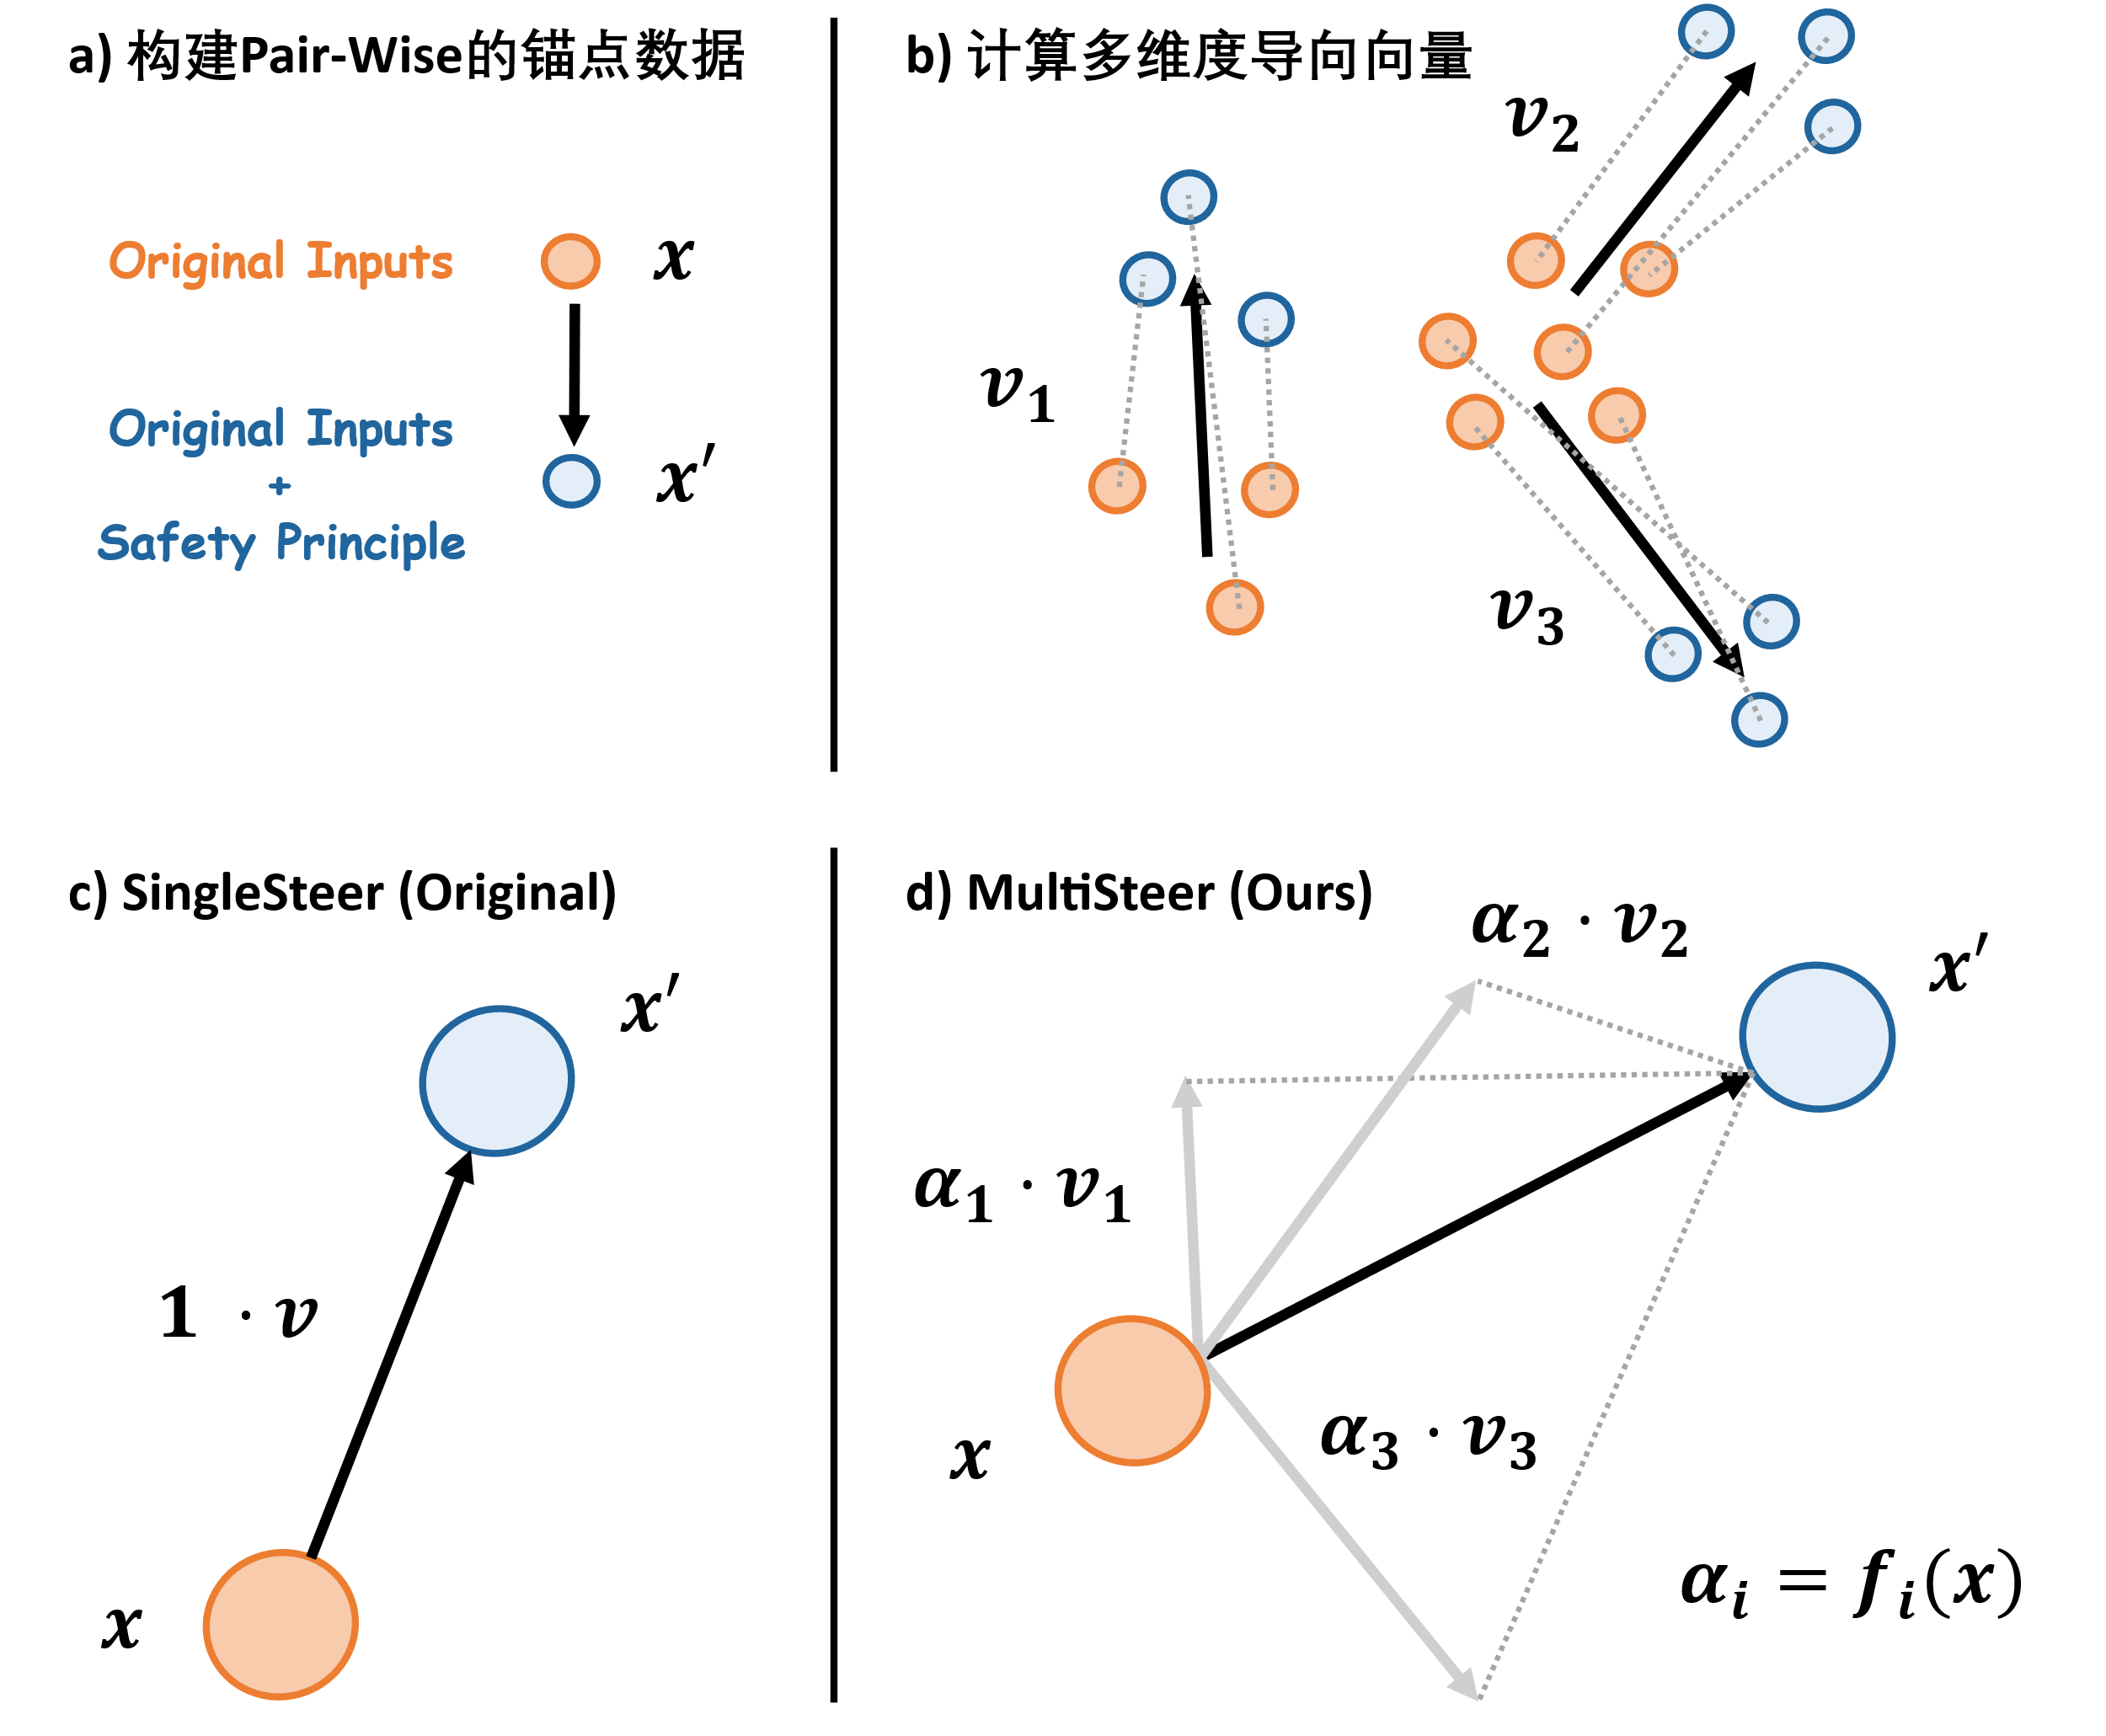 a) 构建Pair-Wise的锚点数据
Original Inputs
x
Original Inputs
+
Safety Principle
x′
b) 计算多维度导向向量
v₁
v₂
v₃
c) SingleSteer (Original)
x′
1 · v
x
d) MultiSteer (Ours)
α₂ · v₂
x′
α₁ · v₁
x
α₃ · v₃
αᵢ = fᵢ(x)